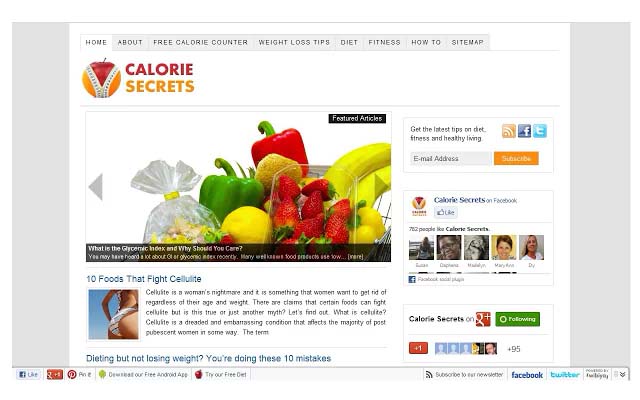 HOME ABOUT FREE CALORIE COUNTER WEIGHT LOSS TIPS DIET FITNESS HOW TO SITEMAP
CALORIE
SECRETS
Featured Articles
What is the Glycemic Index and Why Should You Care?
You may have heard a lot about GI or glycemic index recently. Many well known food products use low... [more]
10 Foods That Fight Cellulite
Cellulite is a woman's nightmare and it is something that women want to get rid of
regardless of their age and weight. There are claims that certain foods can fight
cellulite but is this true or just another myth? Let's find out. What is cellulite?
Cellulite is a dreaded and embarrassing condition that affects the majority of post
pubescent women in some way. The term
Dieting but not losing weight? You're doing these 10 mistakes
Get the latest tips on diet,
fitness and healthy living.
E-mail Address Subscribe
Calorie Secrets on Facebook
Like
CALORIE
SECRETS
762 people like Calorie Secrets.
Susan Daphena Madalyn MaryAnn Ely
Facebook social plugin
Calorie Secrets on g+ Following
+1 +95
Like +1 Pin it Download our Free Android App Try our Free Diet Subscribe to our newsletter facebook twitter POWERED BY